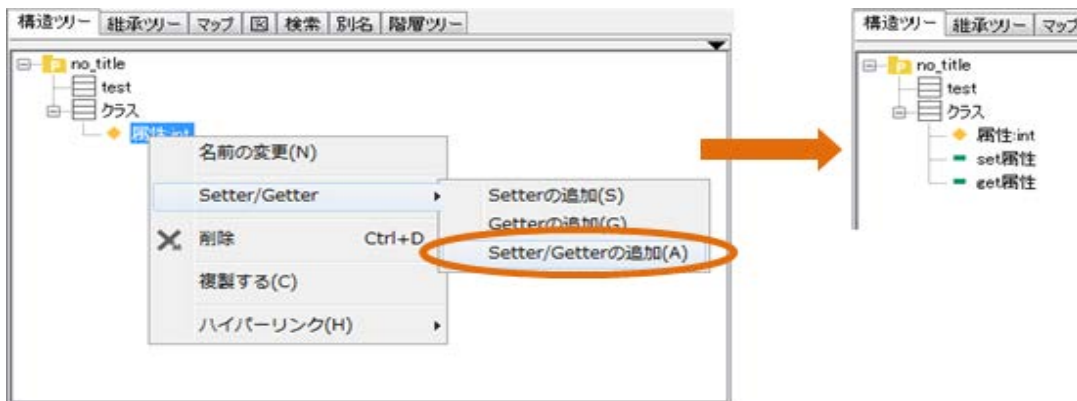 構造ツリー 継承ツリー マップ 図 検索 別名 階層ツリー
no_title
test
クラス
属性:int
名前の変更(N)
Setter/Getter
削除 Ctrl+D
複製する(C)
ハイパーリンク(H)
Setterの追加(S)
Getterの追加(G)
Setter/Getterの追加(A)
構造ツリー 継承ツリー マップ
no_title
test
クラス
属性:int
set属性
get属性